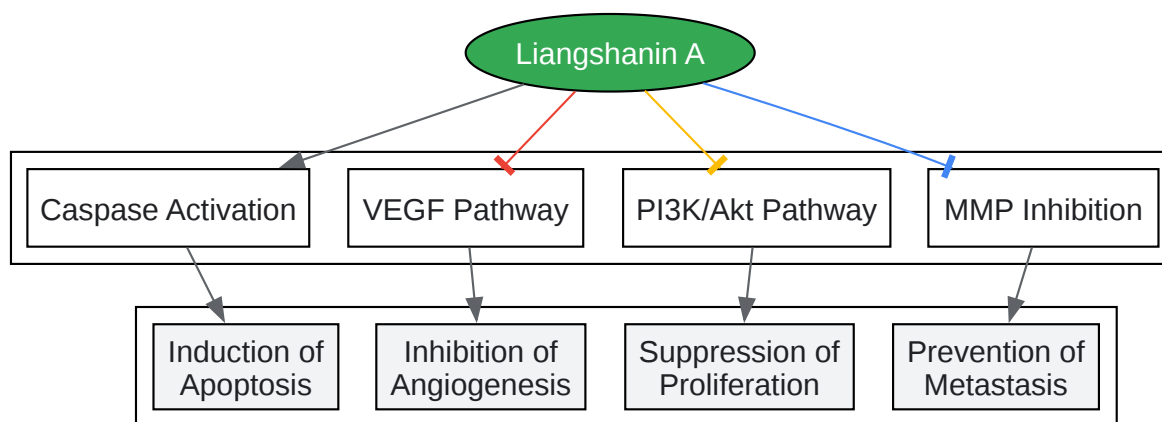 Liangshanin A
Caspase Activation
VEGF Pathway
PI3K/Akt Pathway
MMP Inhibition
Induction of
Apoptosis
Inhibition of
Angiogenesis
Suppression of
Proliferation
Prevention of
Metastasis